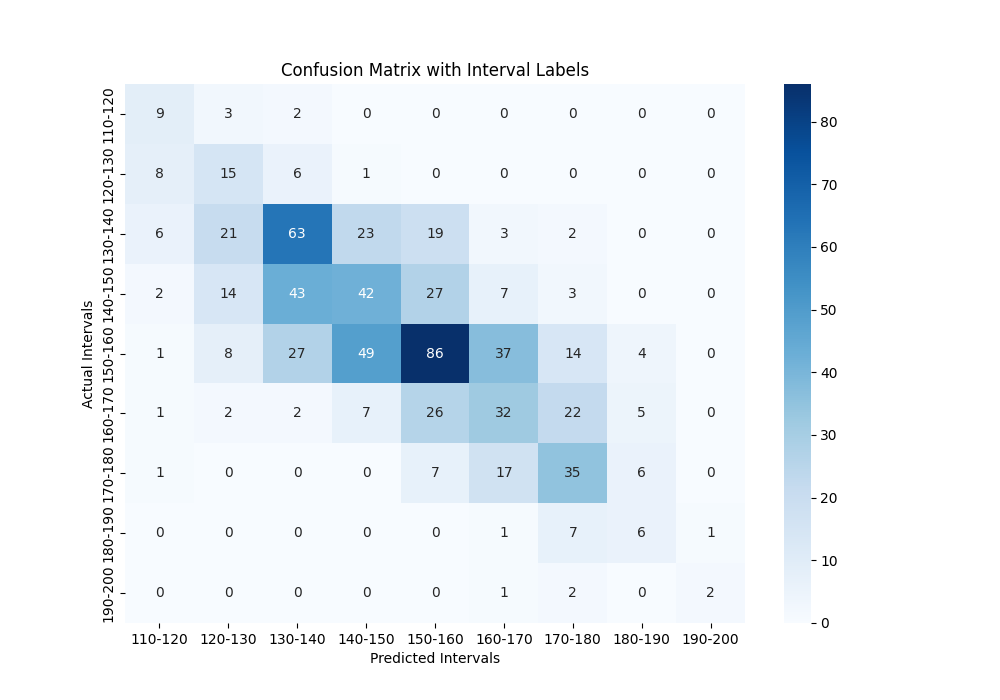 Confusion Matrix with Interval Labels
Actual Intervals
110-120 9 3 2 0 0 0 0 0 0
120-130 8 15 6 1 0 0 0 0 0
130-140 6 21 63 23 19 3 2 0 0
140-150 2 14 43 42 27 7 3 0 0
150-160 1 8 27 49 86 37 14 4 0
160-170 1 2 2 7 26 32 22 5 0
170-180 1 0 0 0 7 17 35 6 0
180-190 0 0 0 0 0 1 7 6 1
190-200 0 0 0 0 0 1 2 0 2
110-120 120-130 130-140 140-150 150-160 160-170 170-180 180-190 190-200
Predicted Intervals
80
70
60
50
40
30
20
10
0